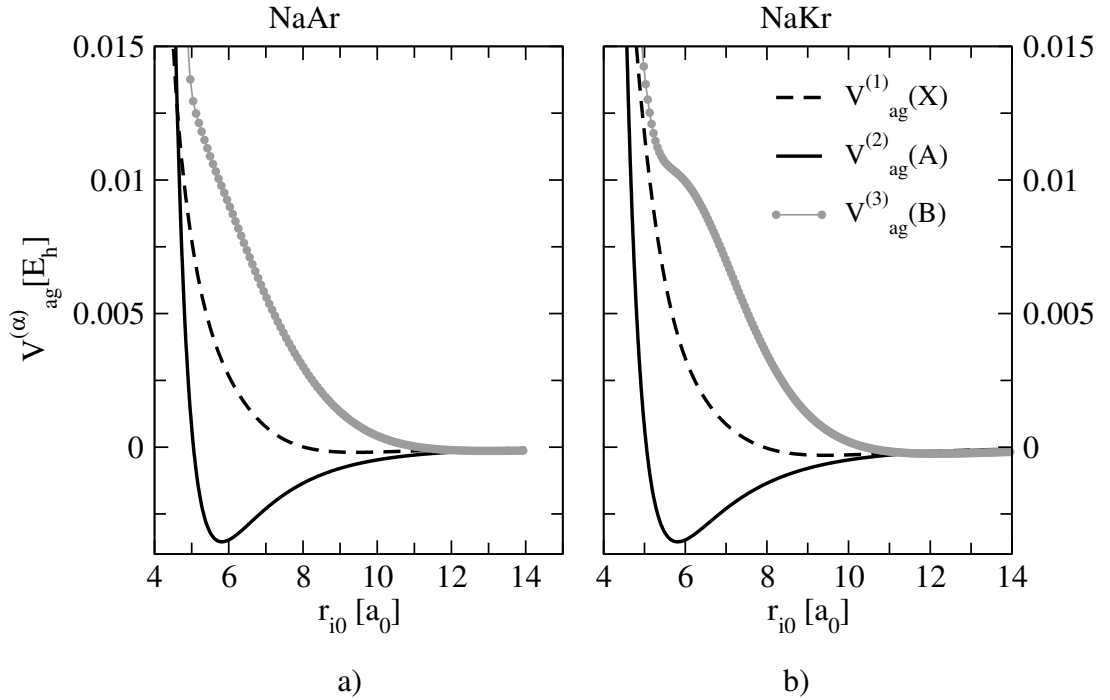 NaAr
NaKr
0.015
0.01
0.005
0
V^(α)_ag[E_h]
4 6 8 10 12 14
r_i0 [a_0]
a)
V^(1)_ag(X)
V^(2)_ag(A)
V^(3)_ag(B)
0.015
0.01
0.005
0
4 6 8 10 12 14
r_i0 [a_0]
b)